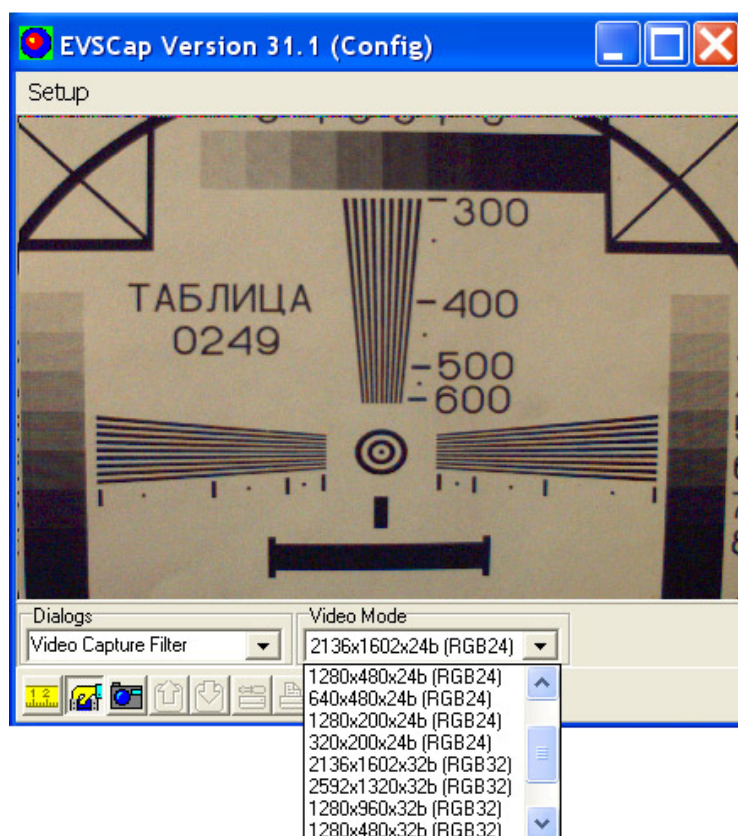 EVSCap Version 31.1 (Config)
Setup
300
ТАБЛИЦА
0249
400
500
600
Dialogs
Video Mode
Video Capture Filter
2136x1602x24b (RGB24)
1280x480x24b (RGB24)
640x480x24b (RGB24)
1280x200x24b (RGB24)
320x200x24b (RGB24)
2136x1602x32b (RGB32)
2592x1320x32b (RGB32)
1280x960x32b (RGB32)
1280x480x32b (RGB32)